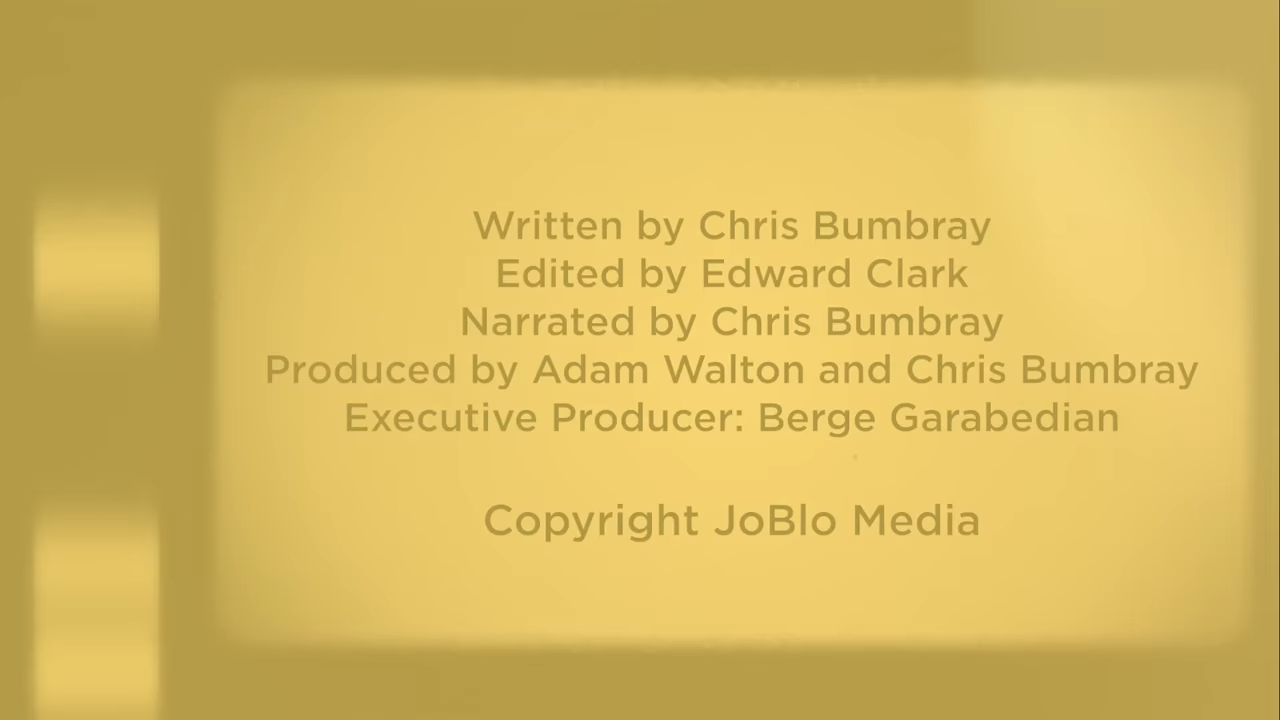 Written by Chris Bumbray
Edited by Edward Clark
Narrated by Chris Bumbray
Produced by Adam Walton and Chris Bumbray
Executive Producer: Berge Garabedian
Copyright JoBlo Media